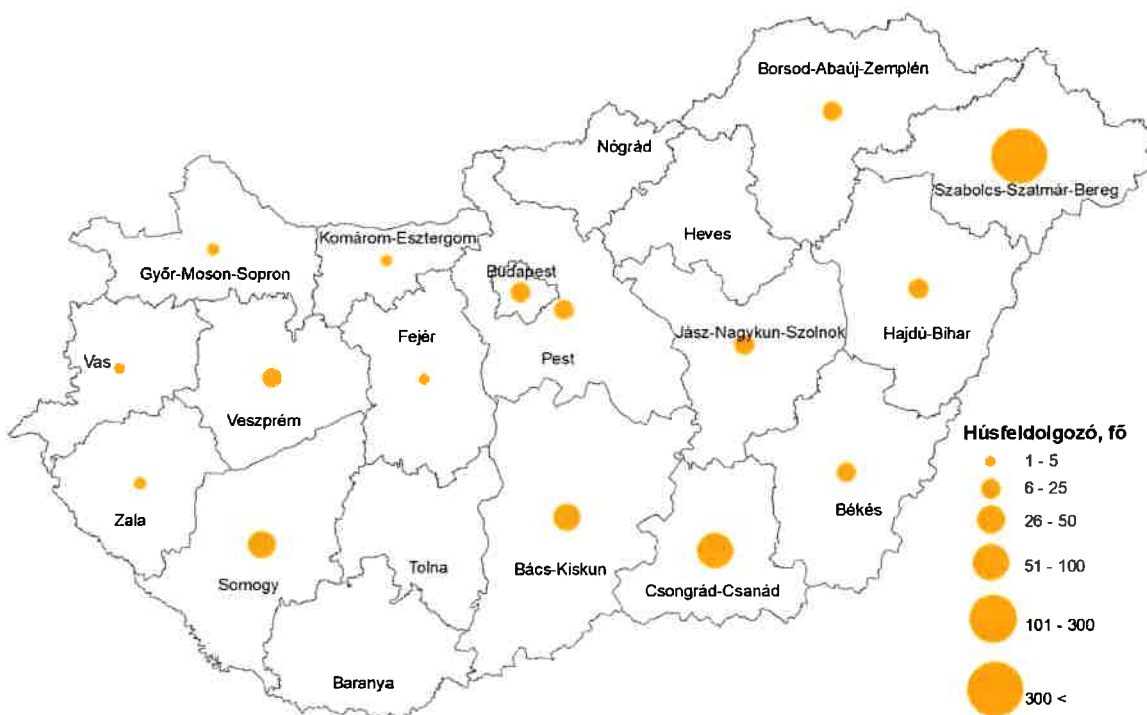 Borsod-Abaúj-Zemplén
Nógrád
Szabolcs-Szatmár-Bereg
Heves
Komárom-Esztergom
Győr-Moson-Sopron
Budapest
Jász-Nagykun-Szolnok
Hajdú-Bihar
Fejér
Vas
Pest
Veszprém
Húsfeldolgozó, fő
1 - 5
6 - 25
26 - 50
51 - 100
101 - 300
300 <
Békés
Zala
Somogy
Tolna
Bács-Kiskun
Csongrád-Csanád
Baranya